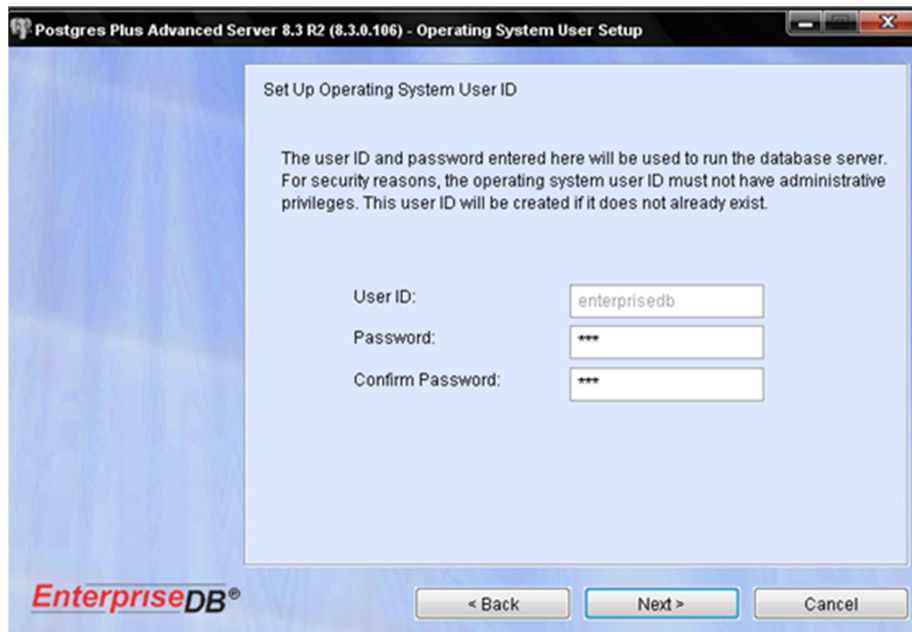 Postgres Plus Advanced Server 8.3 R2 (8.3.0.106) - Operating System User Setup
Set Up Operating System User ID
The user ID and password entered here will be used to run the database server.
For security reasons, the operating system user ID must not have administrative
privileges. This user ID will be created if it does not already exist.
User ID: enterprisedb
Password: ***
Confirm Password: ***
EnterpriseDB®
< Back Next > Cancel